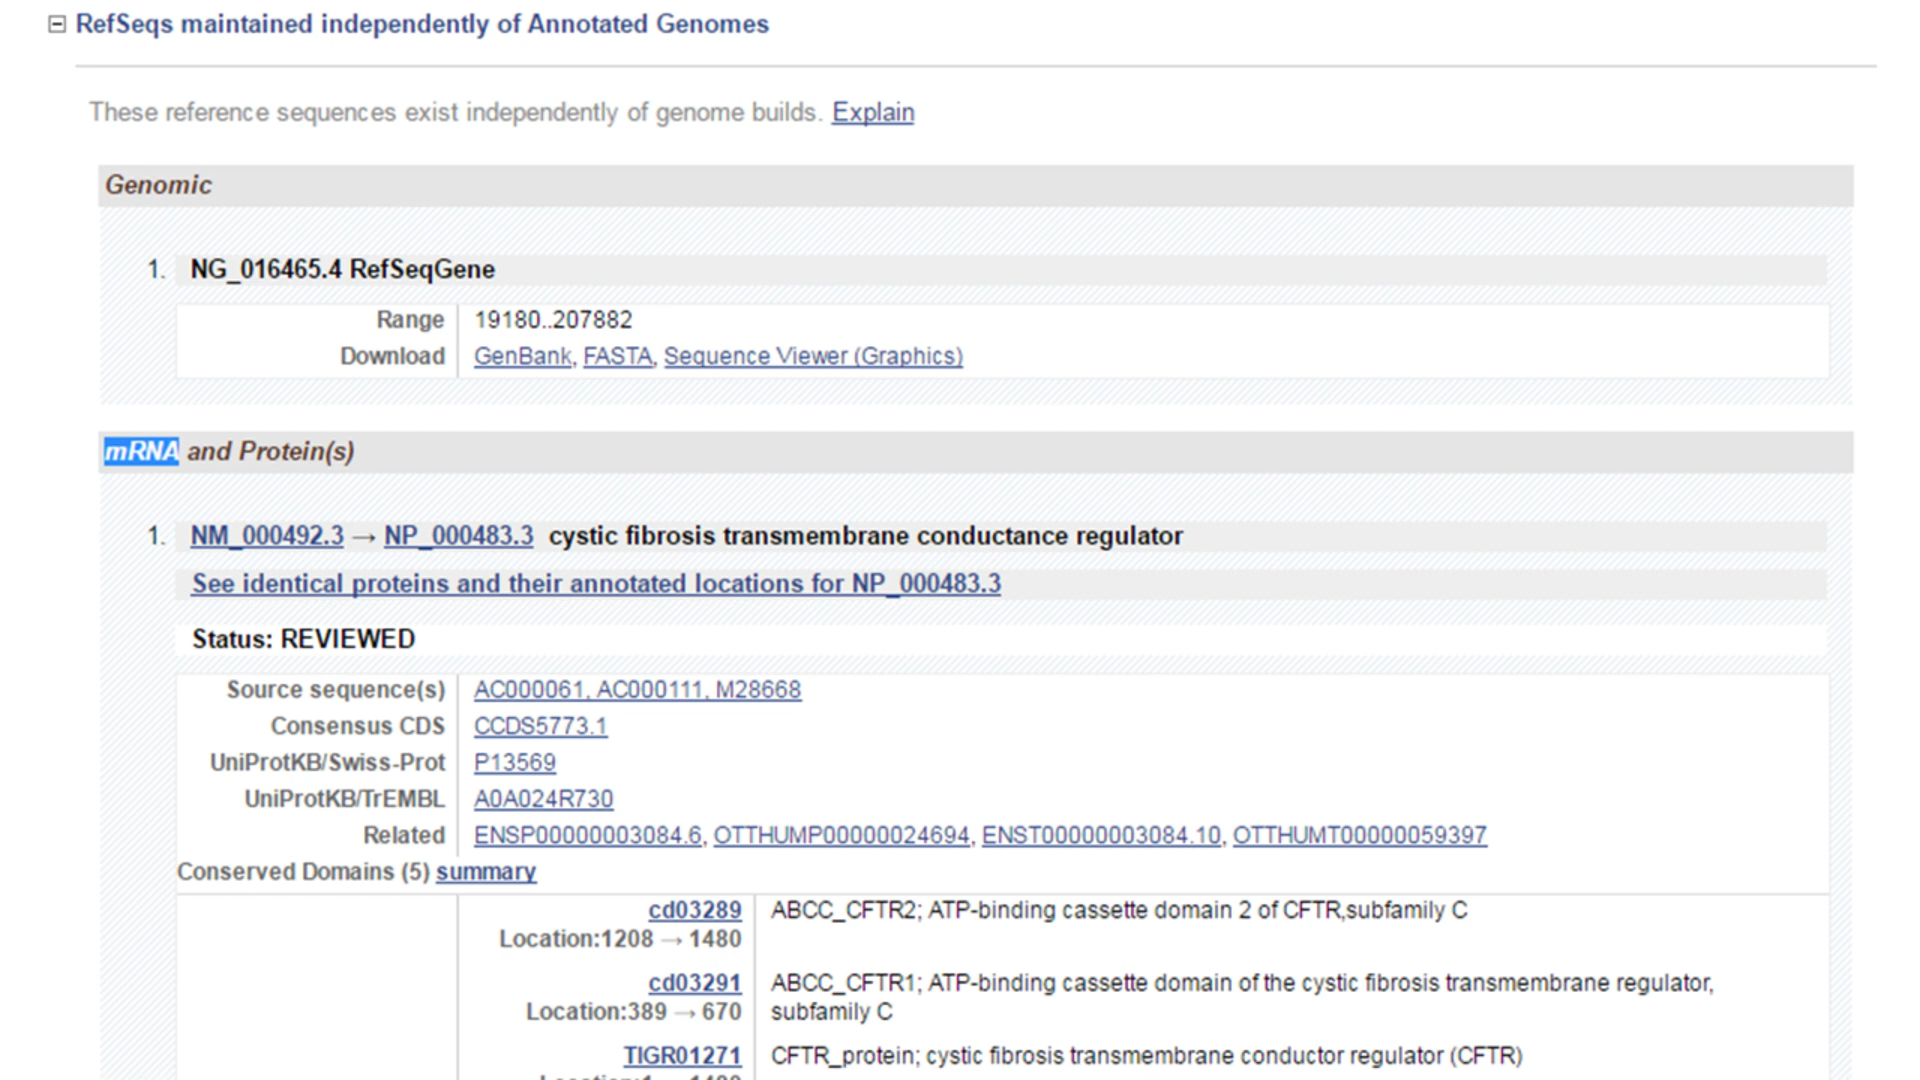 RefSeqs maintained independently of Annotated Genomes
These reference sequences exist independently of genome builds. Explain
Genomic
1. NG_016465.4 RefSeqGene
Range 19180..207882
Download GenBank, FASTA, Sequence Viewer (Graphics)
mRNA and Protein(s)
1. NM_000492.3 → NP_000483.3 cystic fibrosis transmembrane conductance regulator
See identical proteins and their annotated locations for NP_000483.3
Status: REVIEWED
Source sequence(s) AC000061, AC000111, M28668
Consensus CDS CCDS5773.1
UniProtKB/Swiss-Prot P13569
UniProtKB/TrEMBL A0A024R730
Related ENSP00000003084.6, OTTHUMP00000024694, ENST00000003084.10, OTTHUMT00000059397
Conserved Domains (5) summary
cd03289 ABCC_CFTR2; ATP-binding cassette domain 2 of CFTR,subfamily C
Location:1208 → 1480
cd03291 ABCC_CFTR1; ATP-binding cassette domain of the cystic fibrosis transmembrane regulator,
Location:389 → 670 subfamily C
TIGR01271 CFTR_protein; cystic fibrosis transmembrane conductor regulator (CFTR)